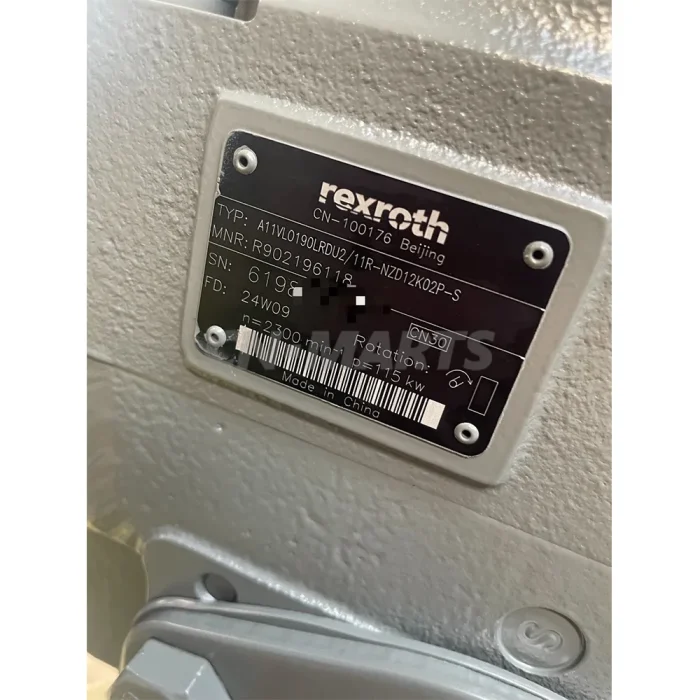 rexroth
CN-100176 Beijing
TYP: A11VLO190LRDU2/11R-NZD12K02P-S
MNR: R902196118
SN: 6198
FD: 24W09
CN30
n=2300 min-1 p=115 kw
Rotation:
Made in China
S